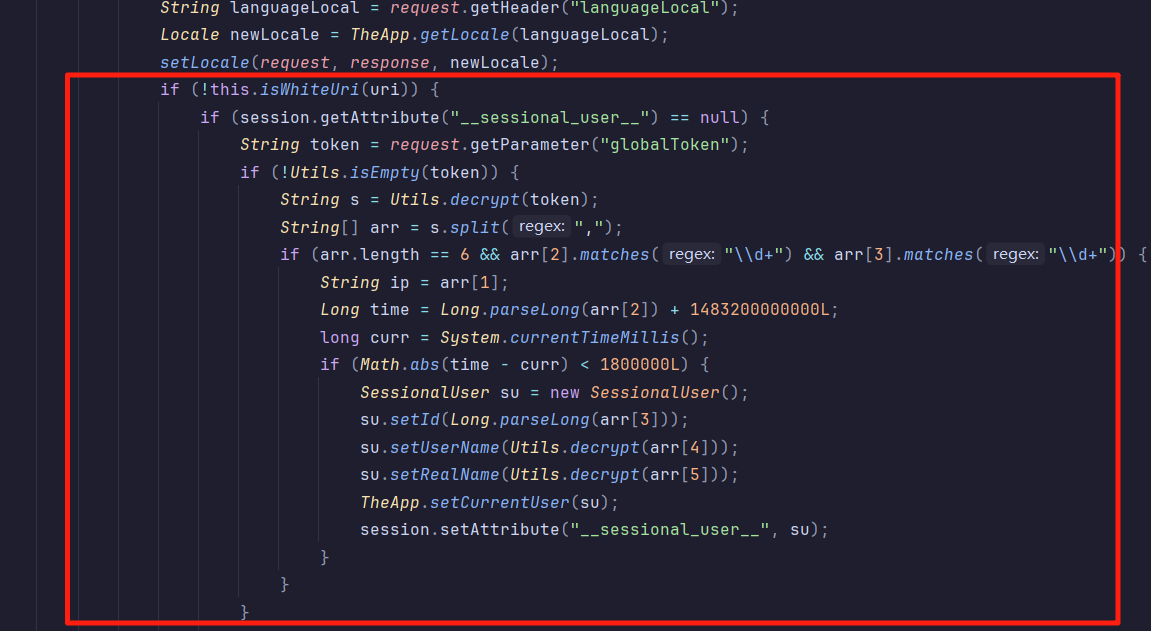 String languageLocal = request.getHeader("languageLocal");
Locale newLocale = TheApp.getLocale(languageLocal);
setLocale(request, response, newLocale);
if (!this.isWhiteUri(uri)) {
if (session.getAttribute("__sessional_user__") == null) {
String token = request.getParameter("globalToken");
if (!Utils.isEmpty(token)) {
String s = Utils.decrypt(token);
String[] arr = s.split( regex: ",");
if (arr.length == 6 && arr[2].matches( regex: "\\d+") && arr[3].matches( regex: "\\d+")) {
String ip = arr[1];
Long time = Long.parseLong(arr[2]) + 1483200000000L;
long curr = System.currentTimeMillis();
if (Math.abs(time - curr) < 1800000L) {
SessionalUser su = new SessionalUser();
su.setId(Long.parseLong(arr[3]));
su.setUserName(Utils.decrypt(arr[4]));
su.setRealName(Utils.decrypt(arr[5]));
TheApp.setCurrentUser(su);
session.setAttribute("__sessional_user__", su);
}
}
}